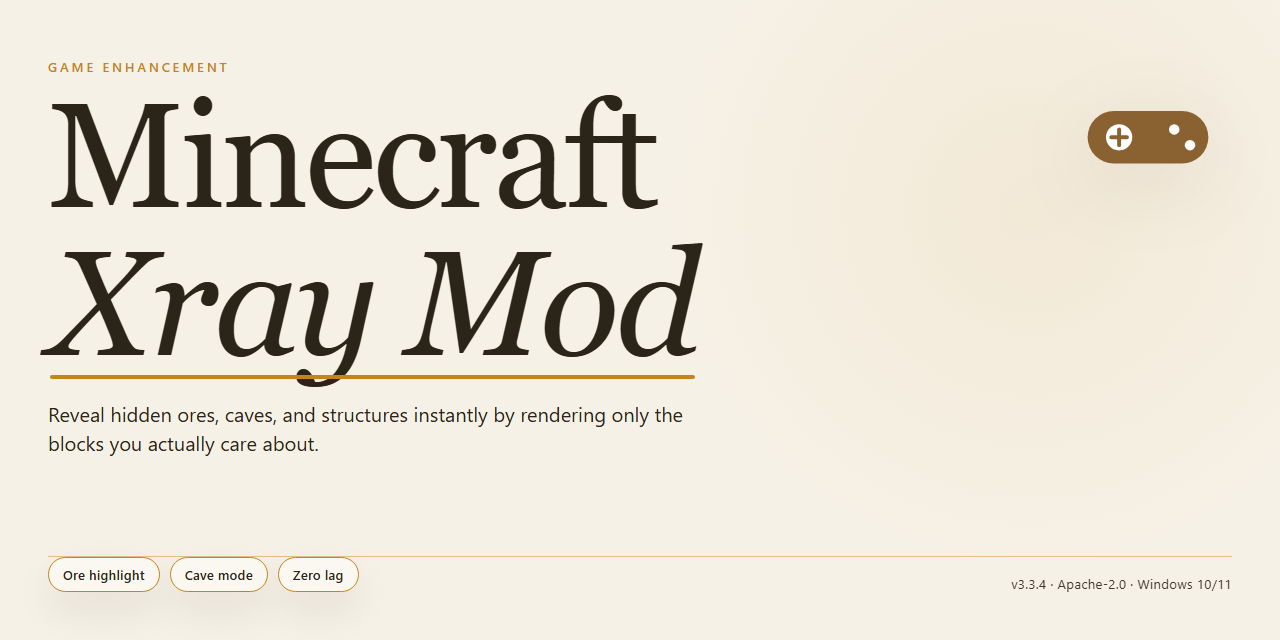 GAME ENHANCEMENT
Minecraft
Xray Mod
Reveal hidden ores, caves, and structures instantly by rendering only the
blocks you actually care about.
Ore highlight
Cave mode
Zero lag
v3.3.4 · Apache-2.0 · Windows 10/11